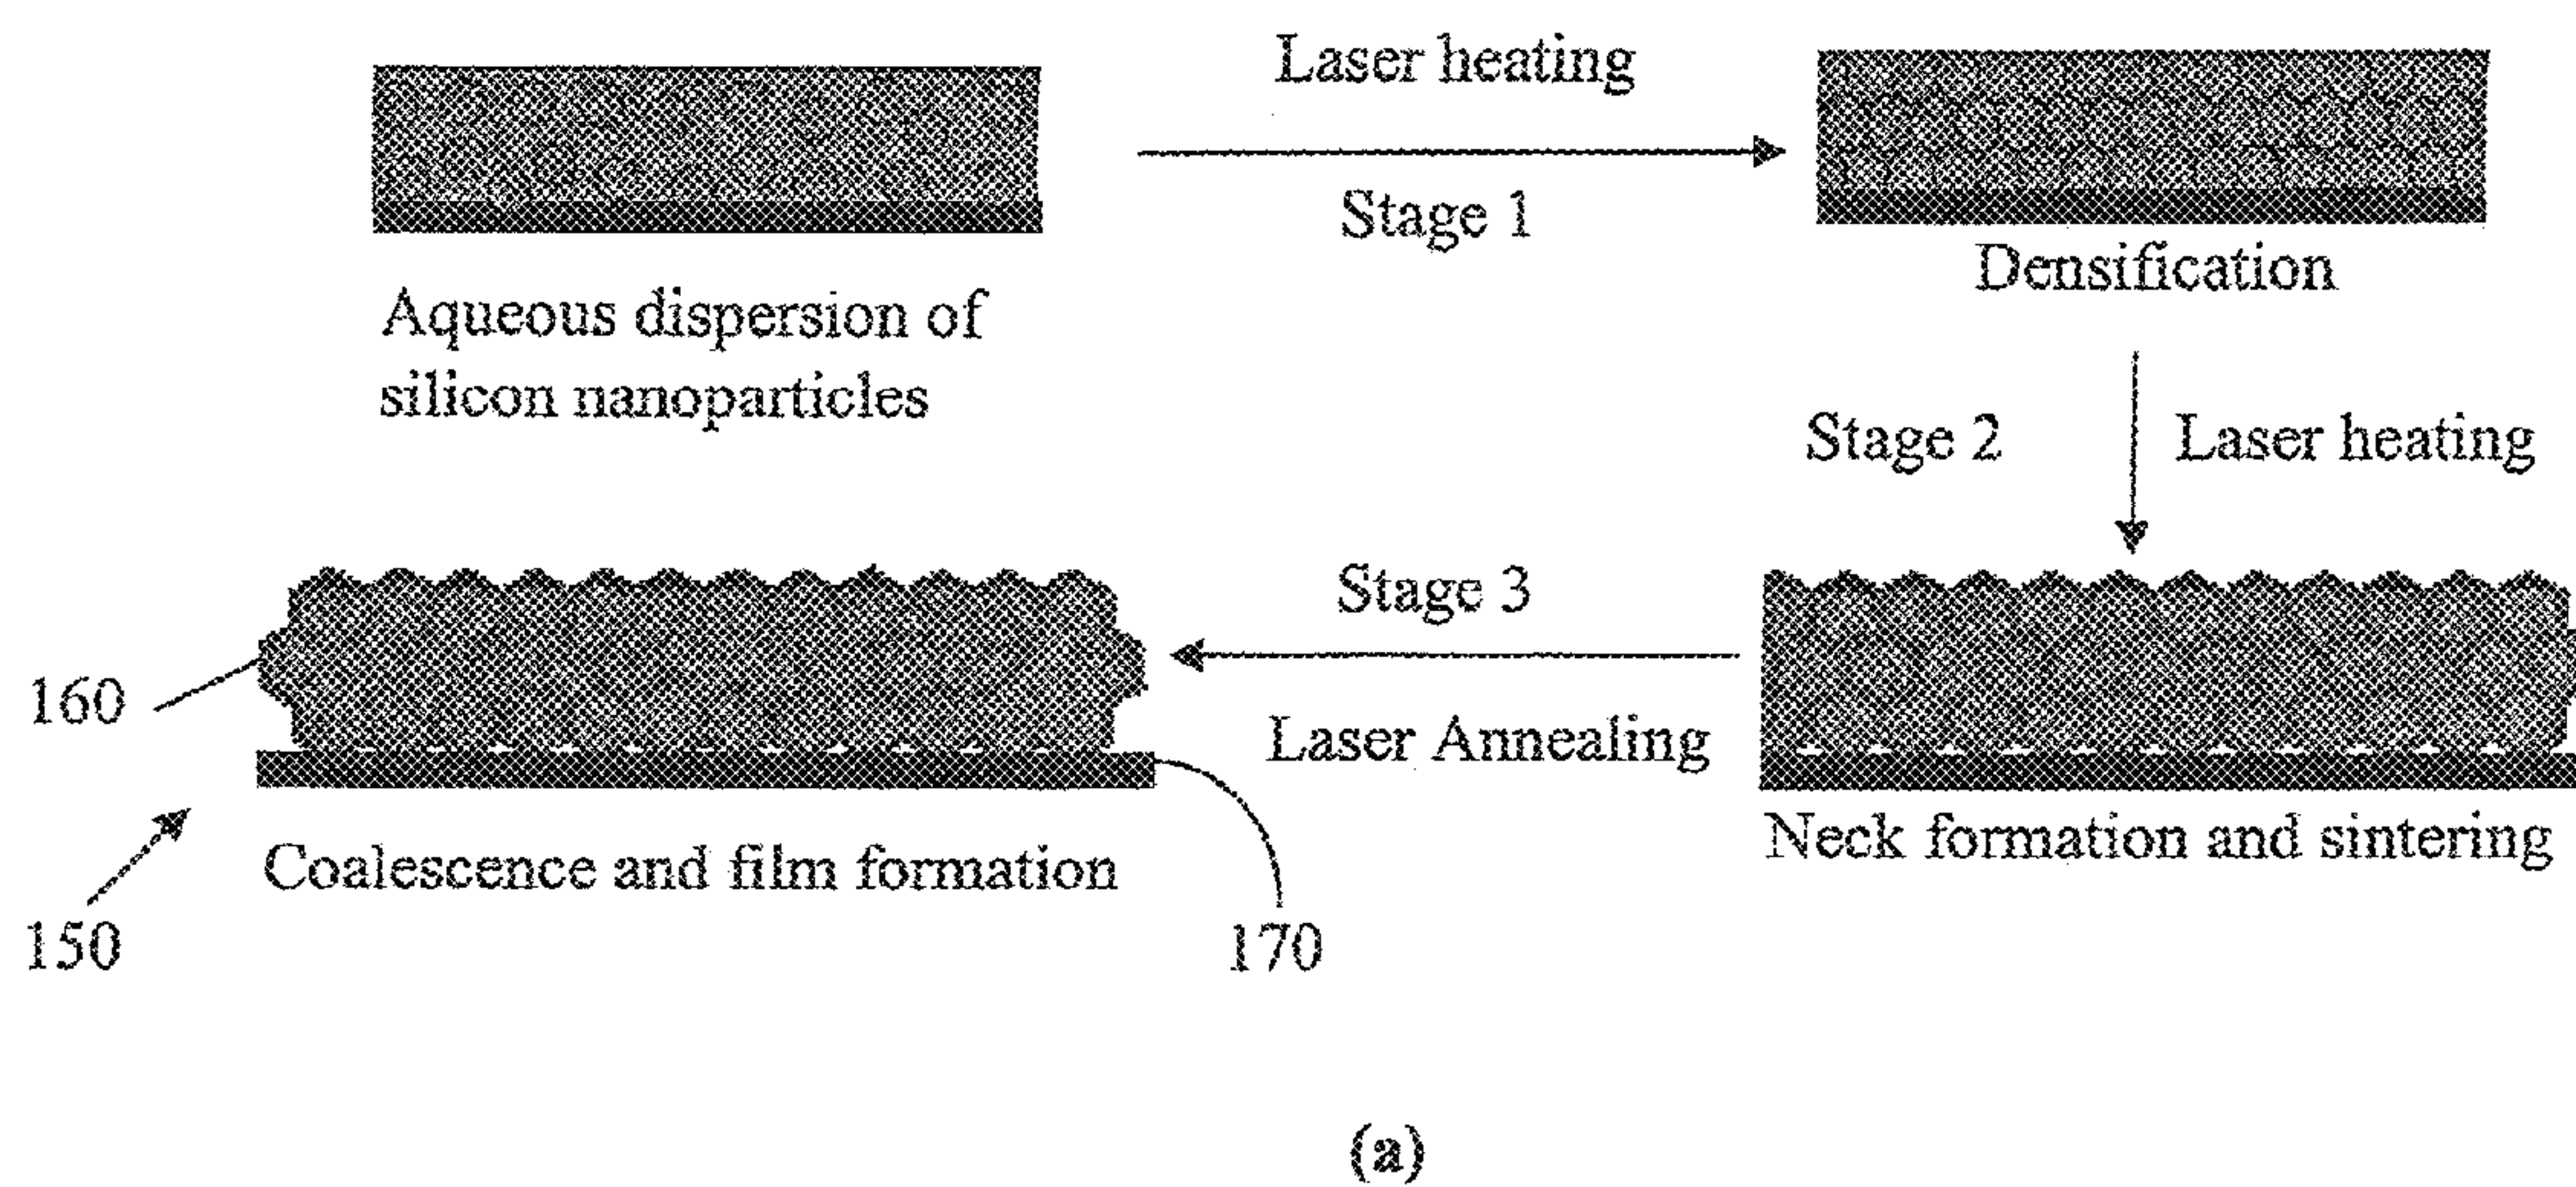 Laser heating
Stage 1
Aqueous dispersion of
silicon nanoparticles
Densification
Stage 2
Laser heating
Stage 3
Laser Annealing
160
Neck formation and sintering
Coalescence and film formation
150
170
(a)